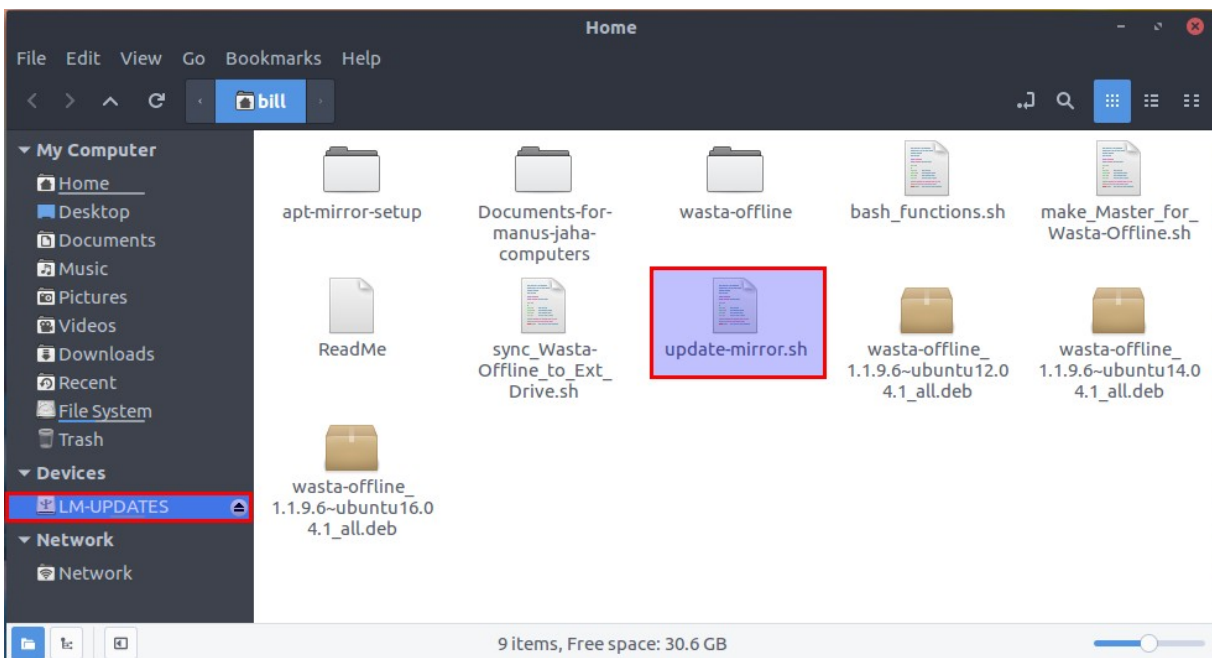 Home
File Edit View Go Bookmarks Help
bill
My Computer
Home
Desktop
Documents
Music
Pictures
Videos
Downloads
Recent
File System
Trash
Devices
LM-UPDATES
Network
Network
apt-mirror-setup
Documents-for-
manus-jaha-
computers
wasta-offline
bash_functions.sh
make_Master_for_
Wasta-Offline.sh
ReadMe
sync_Wasta-
Offline_to_Ext_
Drive.sh
update-mirror.sh
wasta-offline_
1.1.9.6~ubuntu12.0
4.1_all.deb
wasta-offline_
1.1.9.6~ubuntu14.0
4.1_all.deb
wasta-offline_
1.1.9.6~ubuntu16.0
4.1_all.deb
9 items, Free space: 30.6 GB